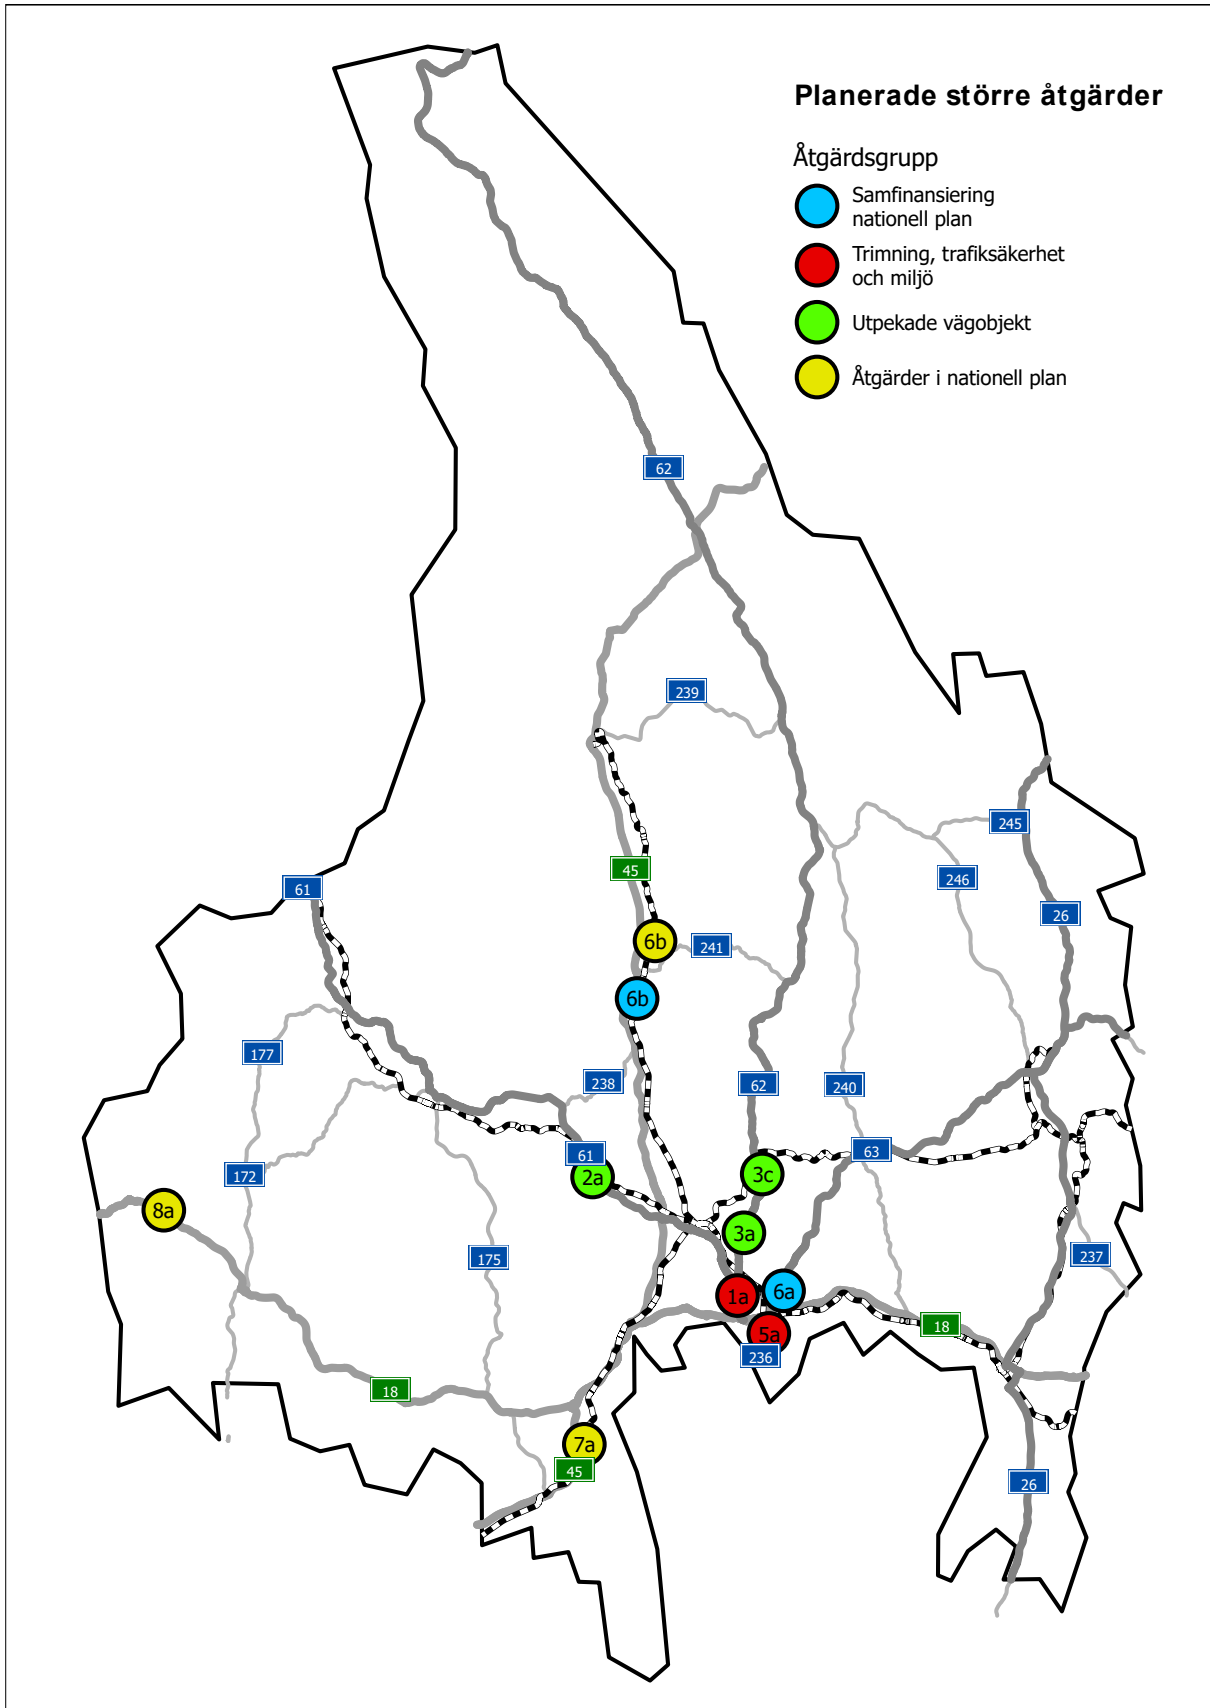 Planerade större åtgärder
Åtgärdsgrupp
Samfinansiering
nationell plan
Trimning, trafiksäkerhet
och miljö
Utpekade vägobjekt
Åtgärder i nationell plan
62
239
245
45
246
61
26
6b
241
6b
177
238
62
240
61
63
172
2a
3c
8a
3a
175
237
1a
6a
18
5a
236
18
7a
45
26